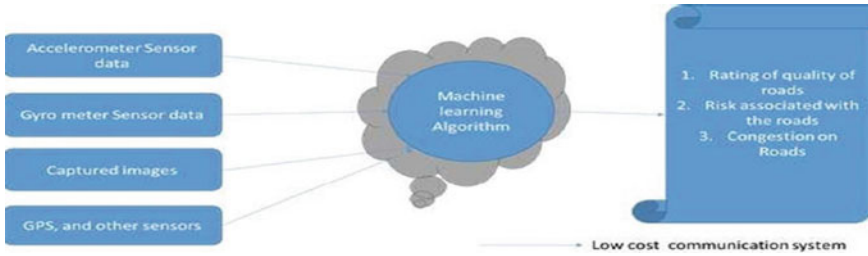 Accelerometer Sensor
data
Gyro meter Sensor data
Captured images
GPS, and other sensors
Machine
learning
Algorithm
1. Rating of quality of
roads
2. Risk associated with
the roads
3. Congestion on
Roads
Low cost communication system